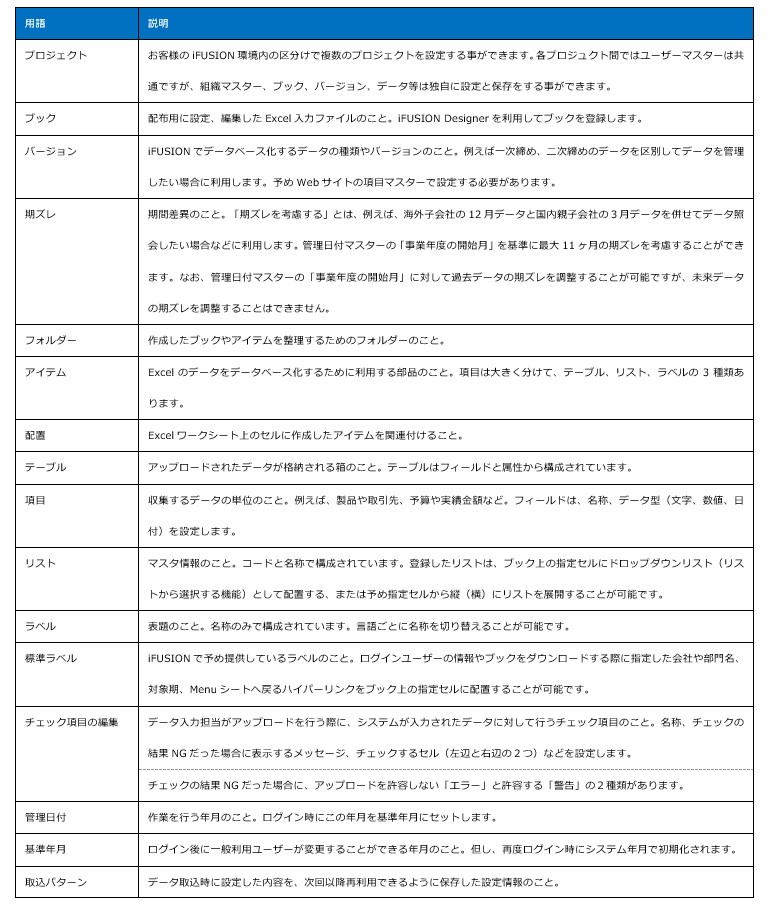 用語 説明
プロジェクト お客様の iFUSION 環境内の区分けで複数のプロジェクトを設定する事ができます。各プロジュクト間ではユーザーマスターは共
通ですが、組織マスター、ブック、バージョン、データ等は独自に設定と保存をする事ができます。
ブック 配布用に設定、編集した Excel 入力ファイルのこと。iFUSION Designer を利用してブックを登録します。
バージョン iFUSION でデータベース化するデータの種類やバージョンのこと。例えば一次締め、二次締めのデータを区別してデータを管理
したい場合に利用します。予め Web サイトの項目マスターで設定する必要があります。
期ズレ 期間差異のこと。「期ズレを考慮する」とは、例えば、海外子会社の 12 月データと国内親子会社の３月データを併せてデータ照
会したい場合などに利用します。管理日付マスターの「事業年度の開始月」を基準に最大 11 ヶ月の期ズレを考慮することができ
ます。なお、管理日付マスターの「事業年度の開始月」に対して過去データの期ズレを調整することが可能ですが、未来データ
の期ズレを調整することはできません。
フォルダー 作成したブックやアイテムを整理するためのフォルダーのこと。
アイテム Excel のデータをデータベース化するために利用する部品のこと。項目は大きく分けて、テーブル、リスト、ラベルの 3 種類あ
ります。
配置 Excel ワークシート上のセルに作成したアイテムを関連付けること。
テーブル アップロードされたデータが格納される箱のこと。テーブルはフィールドと属性から構成されています。
項目 収集するデータの単位のこと。例えば、製品や取引先、予算や実績金額など。フィールドは、名称、データ型（文字、数値、日
付）を設定します。
リスト マスタ情報のこと。コードと名称で構成されています。登録したリストは、ブック上の指定セルにドロップダウンリスト（リス
トから選択する機能）として配置する、または予め指定セルから縦（横）にリストを展開することが可能です。
ラベル 表題のこと。名称のみで構成されています。言語ごとに名称を切り替えることが可能です。
標準ラベル iFUSION で予め提供しているラベルのこと。ログインユーザーの情報やブックをダウンロードする際に指定した会社や部門名、
対象期、Menu シートへ戻るハイパーリンクをブック上の指定セルに配置することが可能です。
チェック項目の編集 データ入力担当がアップロードを行う際に、システムが入力されたデータに対して行うチェック項目のこと。名称、チェックの
結果 NG だった場合に表示するメッセージ、チェックするセル（左辺と右辺の２つ）などを設定します。
チェックの結果 NG だった場合に、アップロードを許容しない「エラー」と許容する「警告」の２種類があります。
管理日付 作業を行う年月のこと。ログイン時にこの年月を基準年月にセットします。
基準年月 ログイン後に一般利用ユーザーが変更することができる年月のこと。但し、再度ログイン時にシステム年月で初期化されます。
取込パターン データ取込時に設定した内容を、次回以降再利用できるように保存した設定情報のこと。